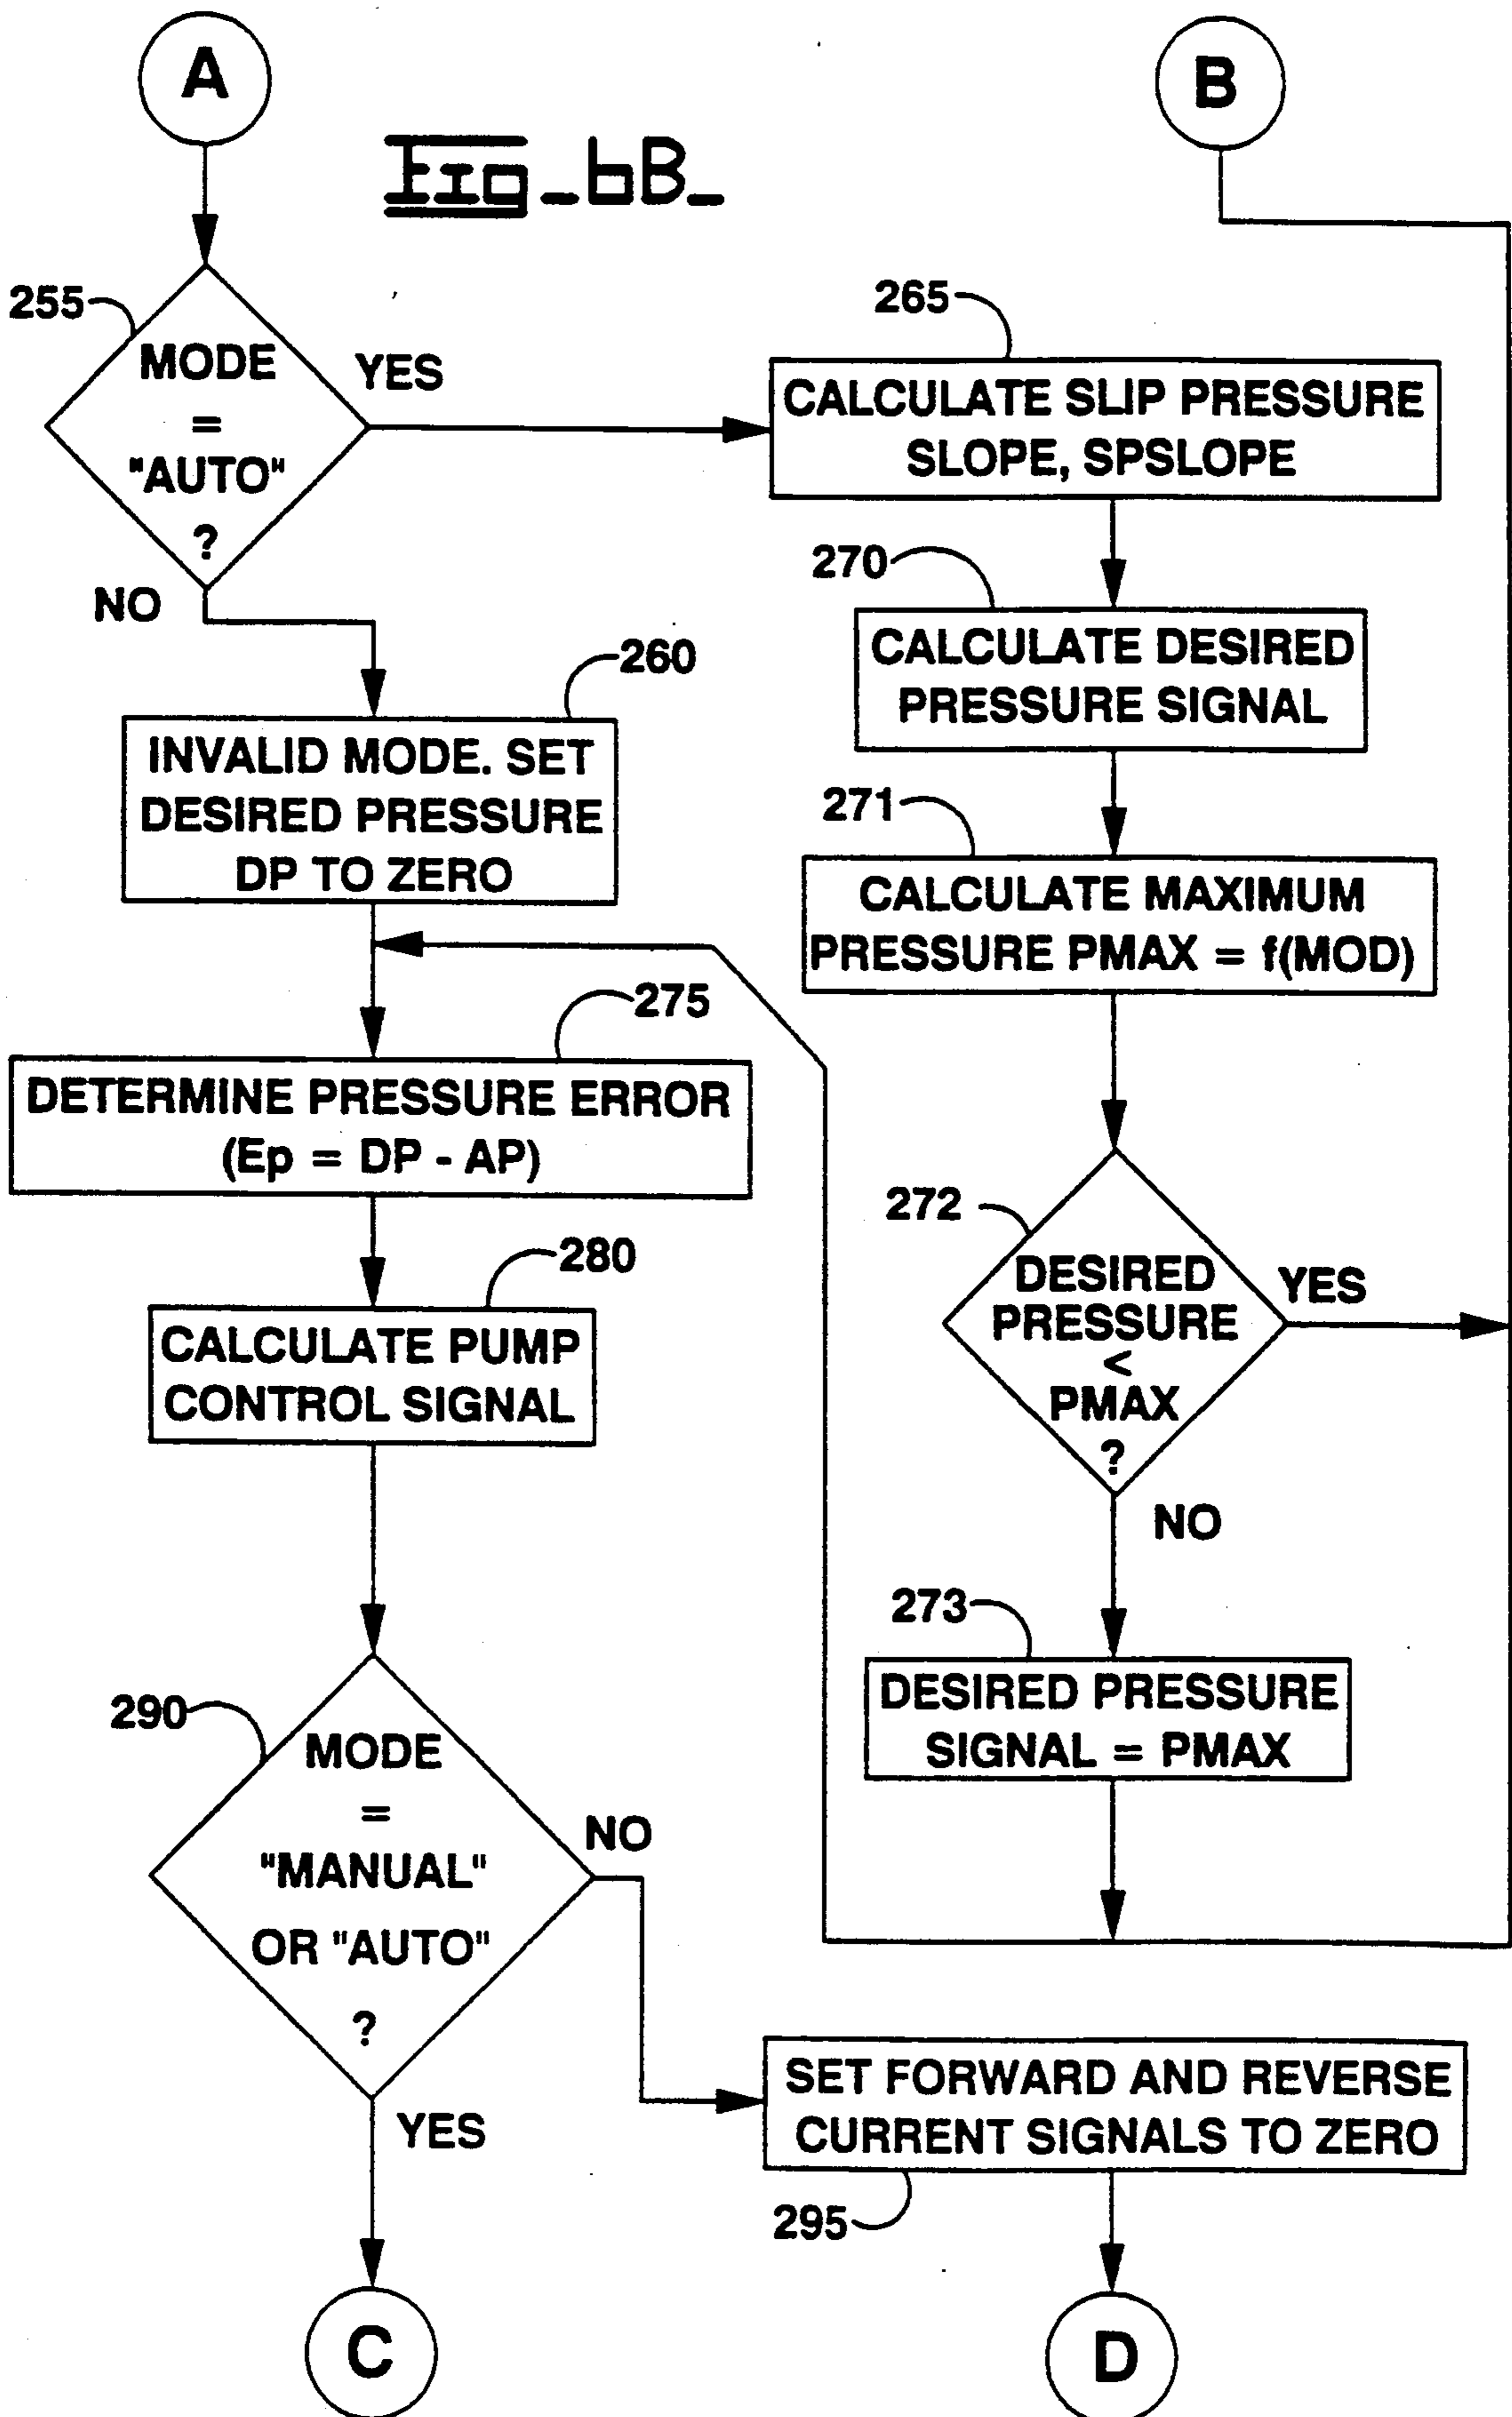 A
B
Fig_6B_
255
MODE
=
"AUTO"
?
YES
NO
265
CALCULATE SLIP PRESSURE
SLOPE, SPSLOPE
270
CALCULATE DESIRED
PRESSURE SIGNAL
260
INVALID MODE. SET
DESIRED PRESSURE
DP TO ZERO
271
CALCULATE MAXIMUM
PRESSURE PMAX = f(MOD)
275
DETERMINE PRESSURE ERROR
(Ep = DP - AP)
272
DESIRED
PRESSURE
<
PMAX
?
YES
NO
280
CALCULATE PUMP
CONTROL SIGNAL
273
DESIRED PRESSURE
SIGNAL = PMAX
290
MODE
=
"MANUAL"
OR "AUTO"
?
NO
YES
SET FORWARD AND REVERSE
CURRENT SIGNALS TO ZERO
295
C
D